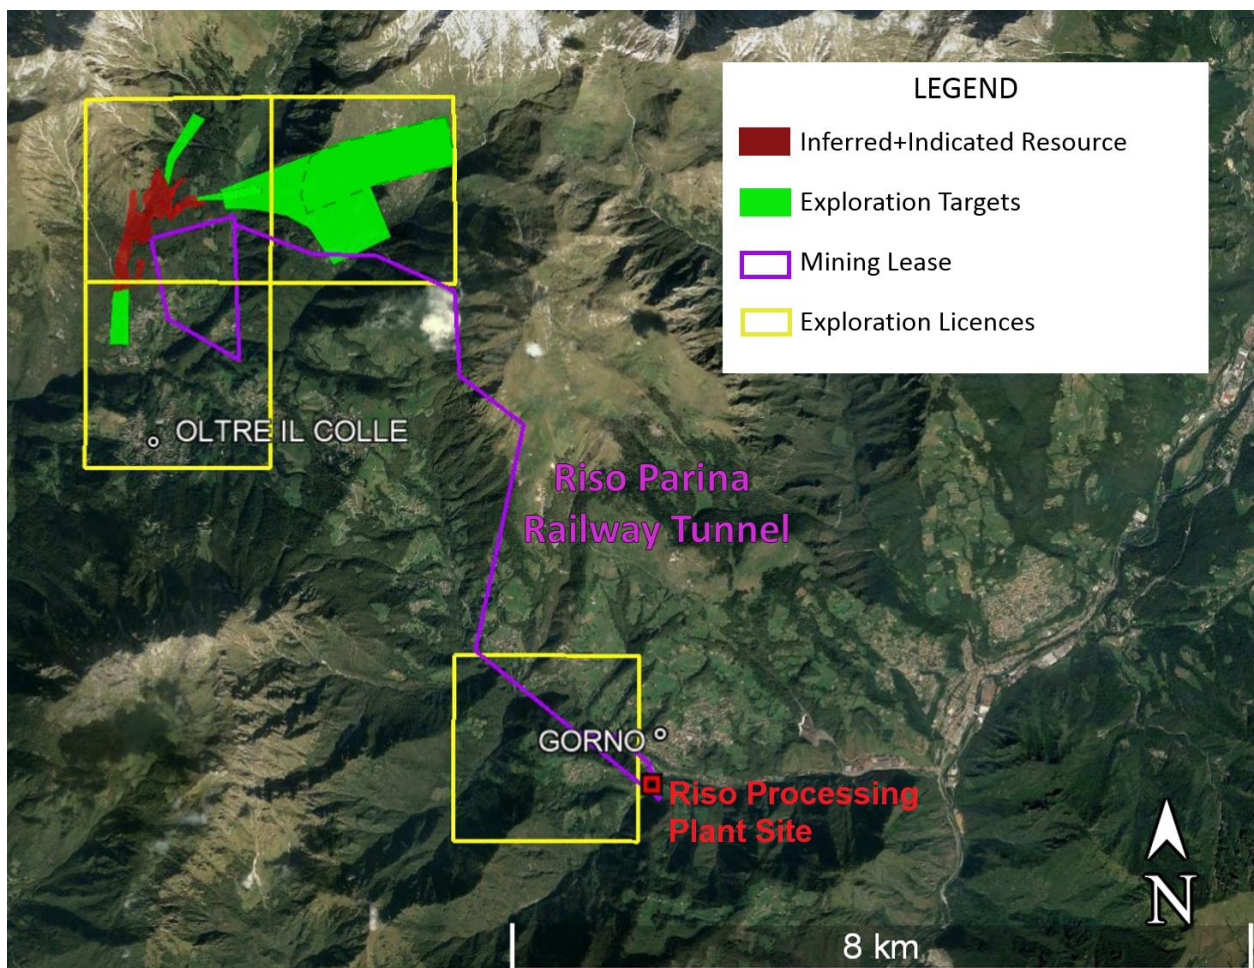 LEGEND
Inferred+Indicated Resource
Exploration Targets
Mining Lease
Exploration Licences
OLTRE IL COLLE
Riso Parina
Railway Tunnel
GORNO
Riso Processing
Plant Site
N
8 km